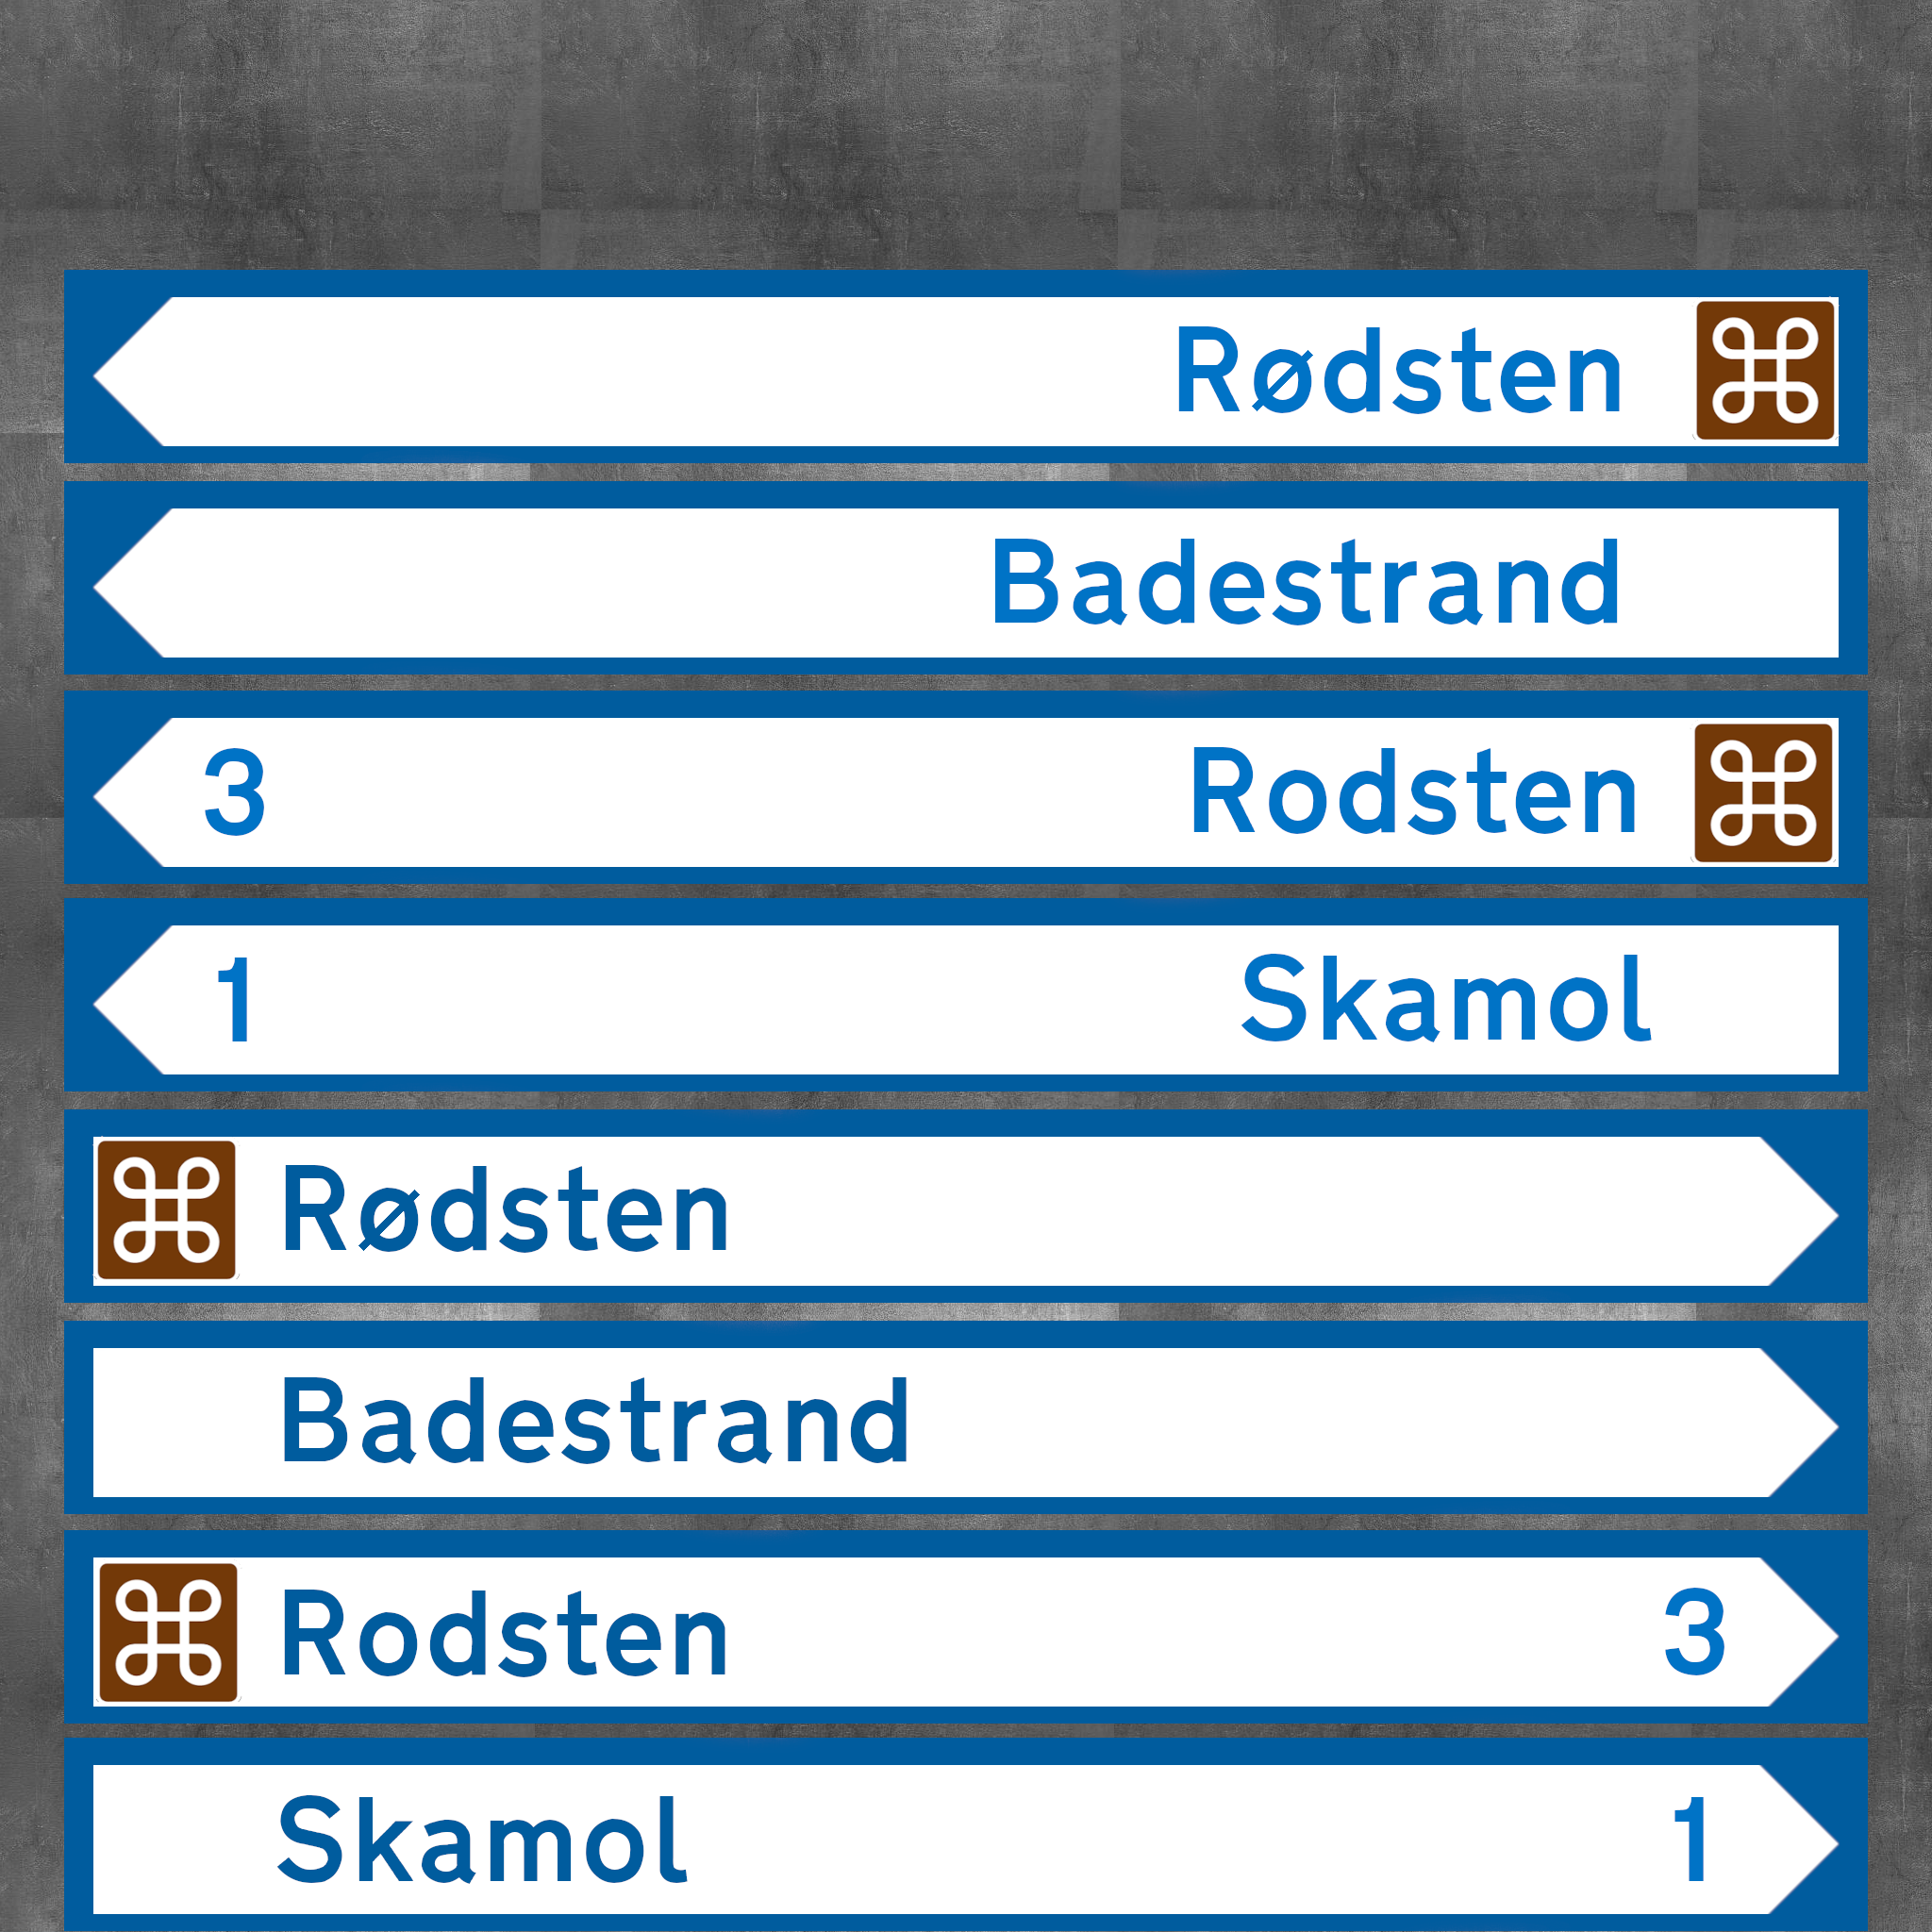 Rødsten
Badestrand
3 Rodsten
1 Skamol
Rødsten
Badestrand
Rodsten 3
Skamol 1